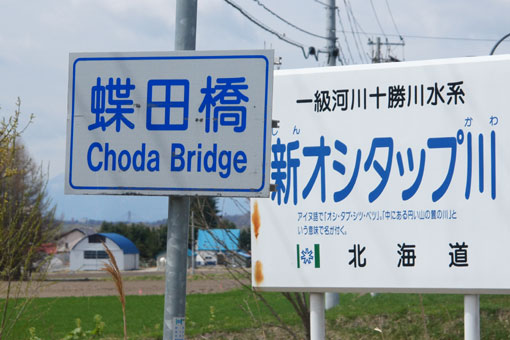 蝶田橋
Choda Bridge
一級河川十勝川水系
しん かわ
新オシタップ川
アイヌ語で「オ・シタプ・シツ・ペツ」、「中にある円い山の麓の川」と
いう意味で名が付く。
北海道